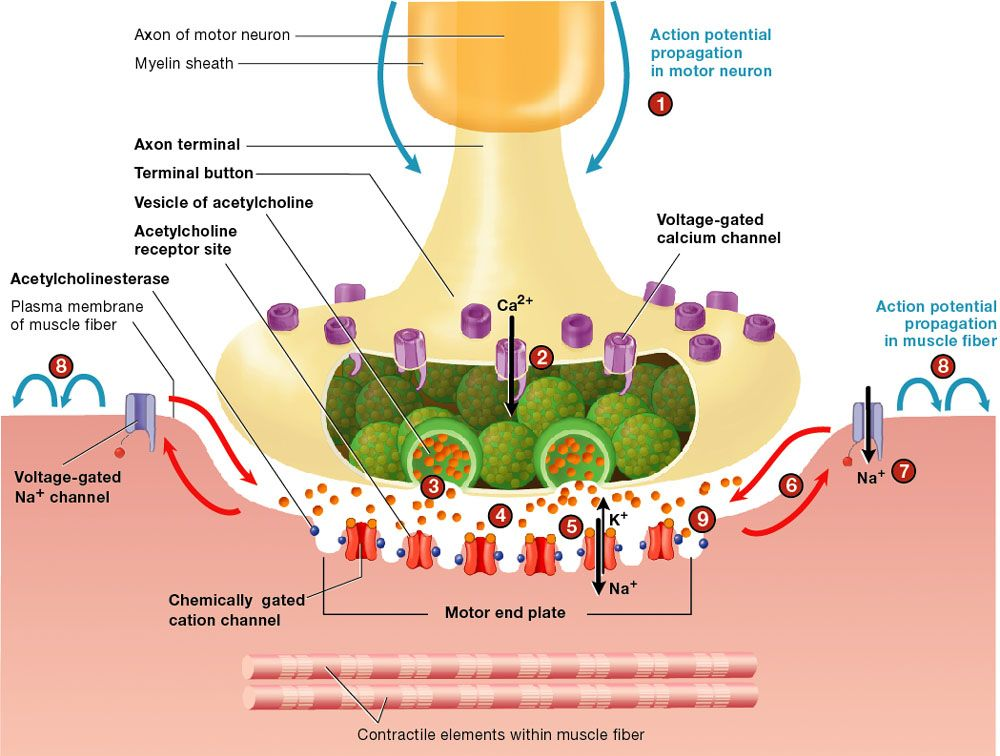 Axon of motor neuron
Myelin sheath
Action potential
propagation
in motor neuron
1
Axon terminal
Terminal button
Vesicle of acetylcholine
Acetylcholine
receptor site
Voltage-gated
calcium channel
Acetylcholinesterase
Plasma membrane
of muscle fiber
Ca2+
2
Action potential
propagation
in muscle fiber
8
8
Voltage-gated
Na+ channel
3
4
5
K+
9
6
Na+
7
Na+
Chemically gated
cation channel
Motor end plate
Contractile elements within muscle fiber